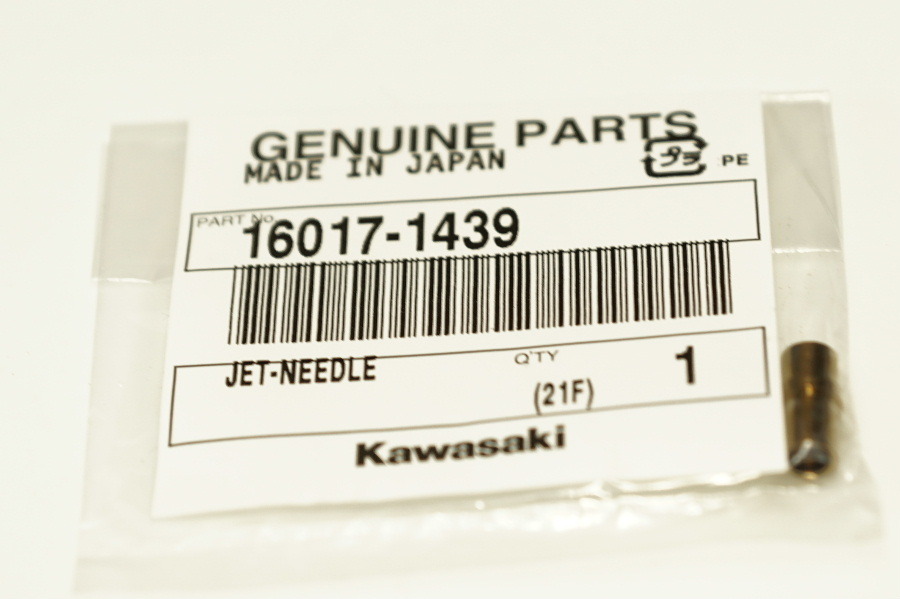 GENUINE PARTS
MADE IN JAPAN
プラ PE
PART No.
16017-1439
JET-NEEDLE Q'TY 1
(21F)
Kawasaki